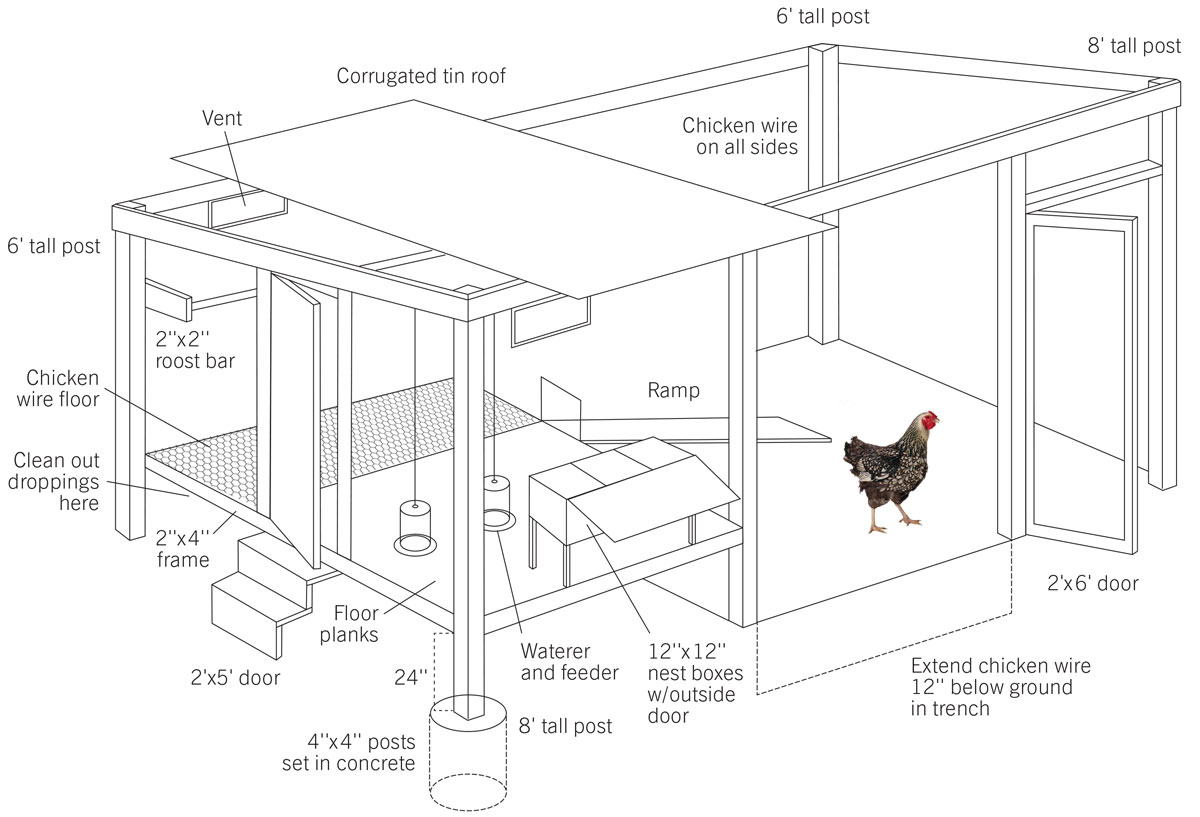 6' tall post
8' tall post
Corrugated tin roof
Vent
Chicken wire
on all sides
6' tall post
2''x2''
roost bar
Chicken
wire floor
Ramp
Clean out
droppings
here
2''x4''
frame
2'x6' door
Floor
planks
Waterer
and feeder
12''x12''
nest boxes
w/outside
door
Extend chicken wire
12'' below ground
in trench
2'x5' door
24''
8' tall post
4''x4'' posts
set in concrete